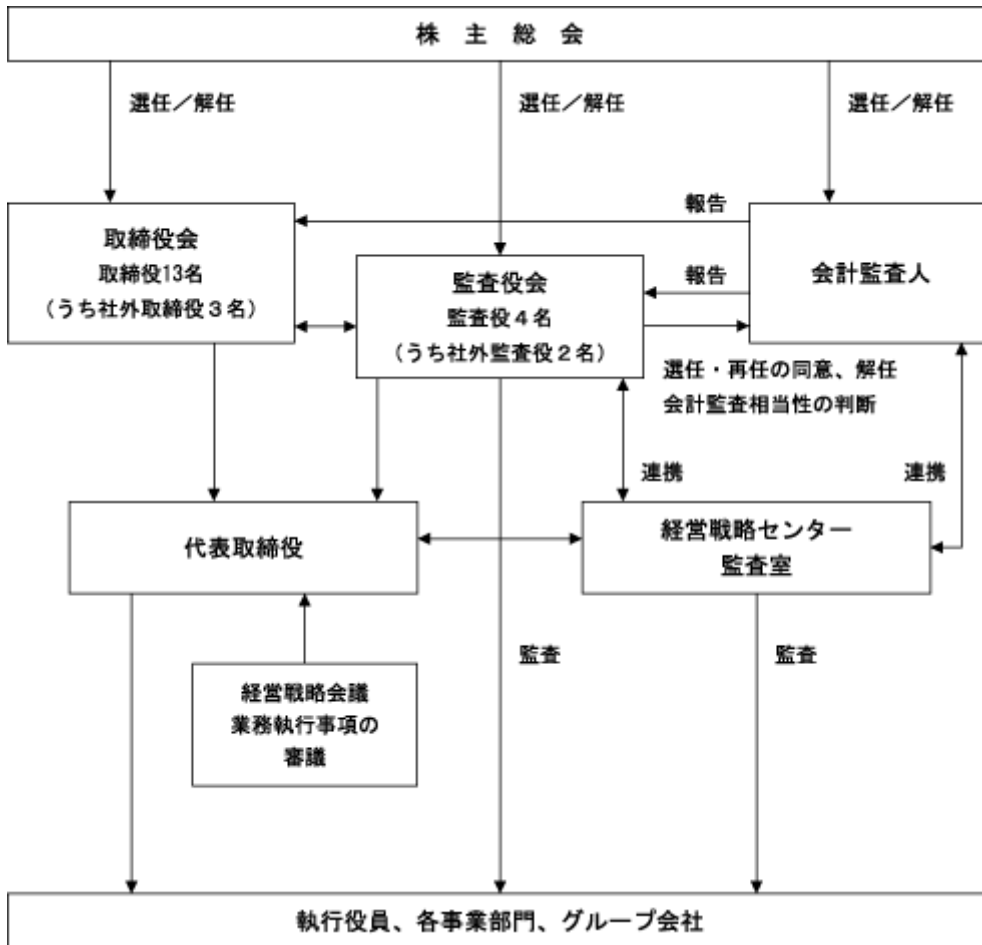 株主総会
選任／解任
選任／解任
選任／解任
報告
取締役会
取締役13名
（うち社外取締役３名）
監査役会
監査役４名
（うち社外監査役２名）
報告
会計監査人
選任・再任の同意、解任
会計監査相当性の判断
連携
連携
代表取締役
経営戦略センター
監査室
監査
監査
経営戦略会議
業務執行事項の
審議
執行役員、各事業部門、グループ会社